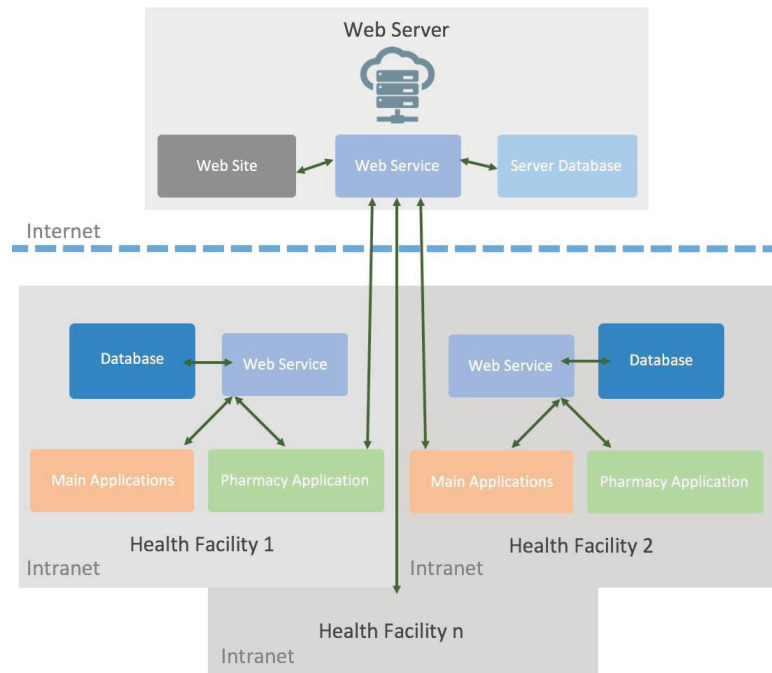 Web Server
Web Site
Web Service
Server Database
Internet
Database
Web Service
Web Service
Database
Main Applications
Pharmacy Application
Main Applications
Pharmacy Application
Health Facility 1
Health Facility 2
Intranet
Intranet
Health Facility n
Intranet